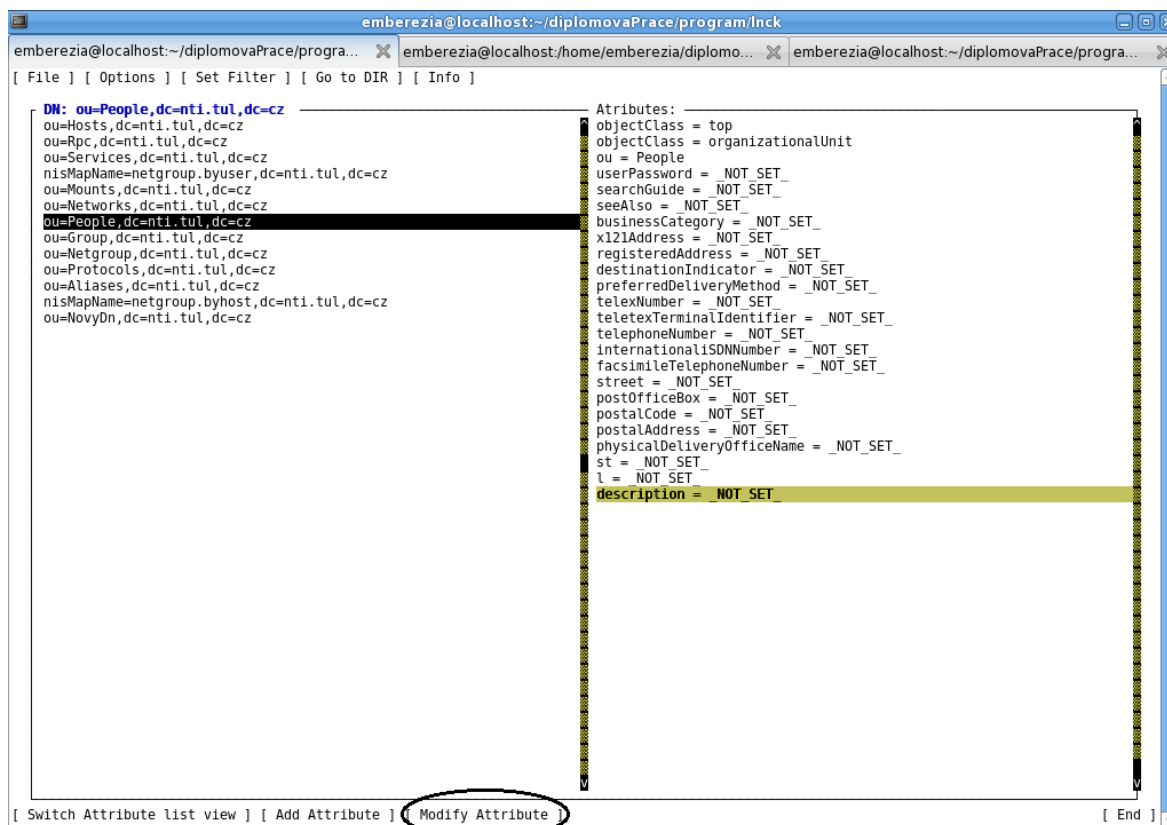 emberezia@localhost:~/diplomovaPrace/program/lnck
emberezia@localhost:~/diplomovaPrace/progra... emberezia@localhost:/home/emberezia/diplomo... emberezia@localhost:~/diplomovaPrace/progra...
[ File ] [ Options ] [ Set Filter ] [ Go to DIR ] [ Info ]
DN: ou=People,dc=nti.tul,dc=cz
ou=Hosts,dc=nti.tul,dc=cz
ou=Rpc,dc=nti.tul,dc=cz
ou=Services,dc=nti.tul,dc=cz
nisMapName=netgroup.byuser,dc=nti.tul,dc=cz
ou=Mounts,dc=nti.tul,dc=cz
ou=Networks,dc=nti.tul,dc=cz
ou=People,dc=nti.tul,dc=cz
ou=Group,dc=nti.tul,dc=cz
ou=Netgroup,dc=nti.tul,dc=cz
ou=Protocols,dc=nti.tul,dc=cz
ou=Aliases,dc=nti.tul,dc=cz
nisMapName=netgroup.byhost,dc=nti.tul,dc=cz
ou=NovyDn,dc=nti.tul,dc=cz
Atributes:
objectClass = top
objectClass = organizationalUnit
ou = People
userPassword = _NOT_SET_
searchGuide = _NOT_SET_
seeAlso = _NOT_SET_
businessCategory = _NOT_SET_
x121Address = _NOT_SET_
registeredAddress = _NOT_SET_
destinationIndicator = _NOT_SET_
preferredDeliveryMethod = _NOT_SET_
telexNumber = _NOT_SET_
teletexTerminalIdentifier = _NOT_SET_
telephoneNumber = _NOT_SET_
internationaliSDNNumber = _NOT_SET_
facsimileTelephoneNumber = _NOT_SET_
street = _NOT_SET_
postOfficeBox = _NOT_SET_
postalCode = _NOT_SET_
postalAddress = _NOT_SET_
physicalDeliveryOfficeName = _NOT_SET_
st = _NOT_SET_
l = _NOT_SET_
description = _NOT_SET_
[ Switch Attribute list view ] [ Add Attribute ] [ Modify Attribute ] [ End ]